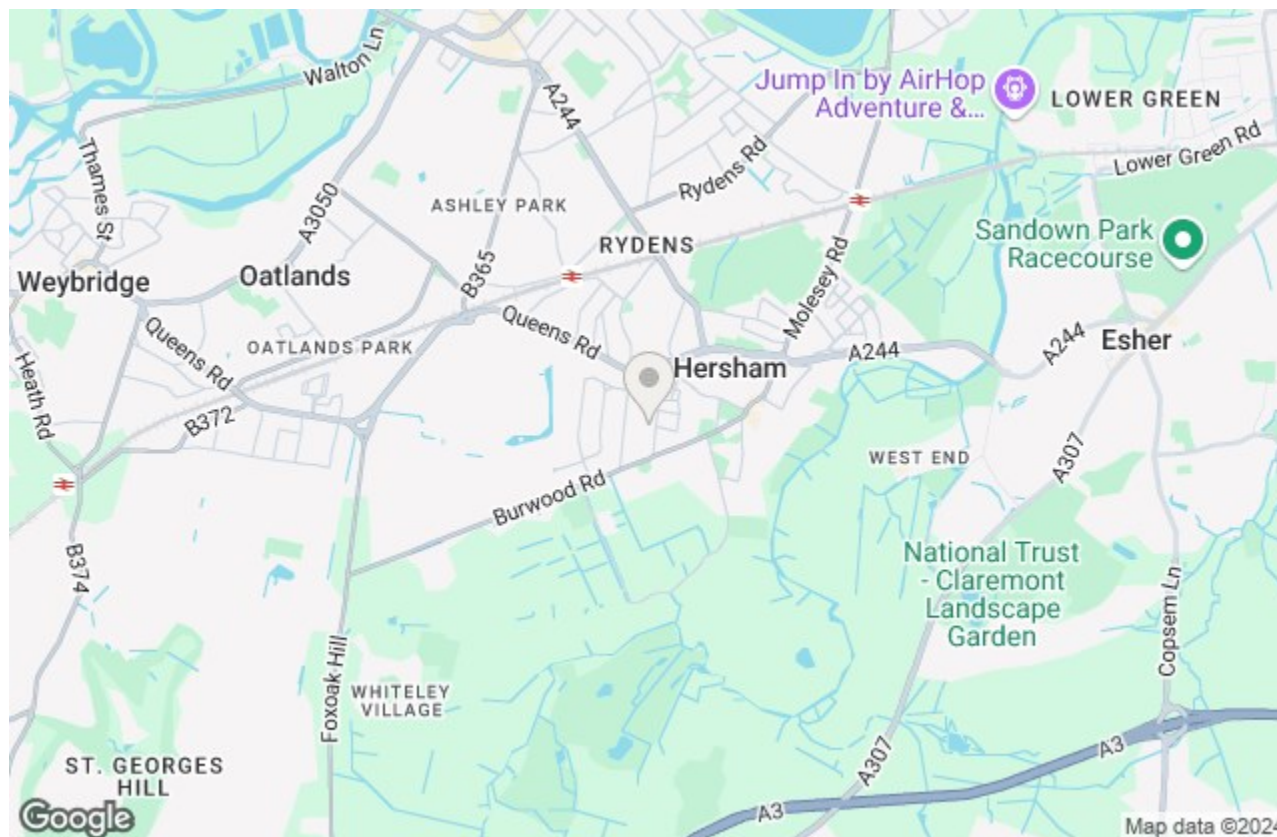 Walton Ln
Jump In by AirHop
Adventure &...
LOWER GREEN
A244
Lower Green Rd
Thames St
Rydens Rd
A3050
ASHLEY PARK
RYDENS
Sandown Park
Racecourse
Weybridge
Oatlands
B365
Molesey Rd
Queens Rd
Queens Rd
OATLANDS PARK
Hersham
A244
A244
Esher
Heath Rd
B372
WEST END
A307
Burwood Rd
B374
National Trust
- Claremont
Landscape
Garden
Copsem Ln
Foxoak Hill
WHITELEY
VILLAGE
ST. GEORGES
HILL
A307
A3
A3
Google
Map data ©2024